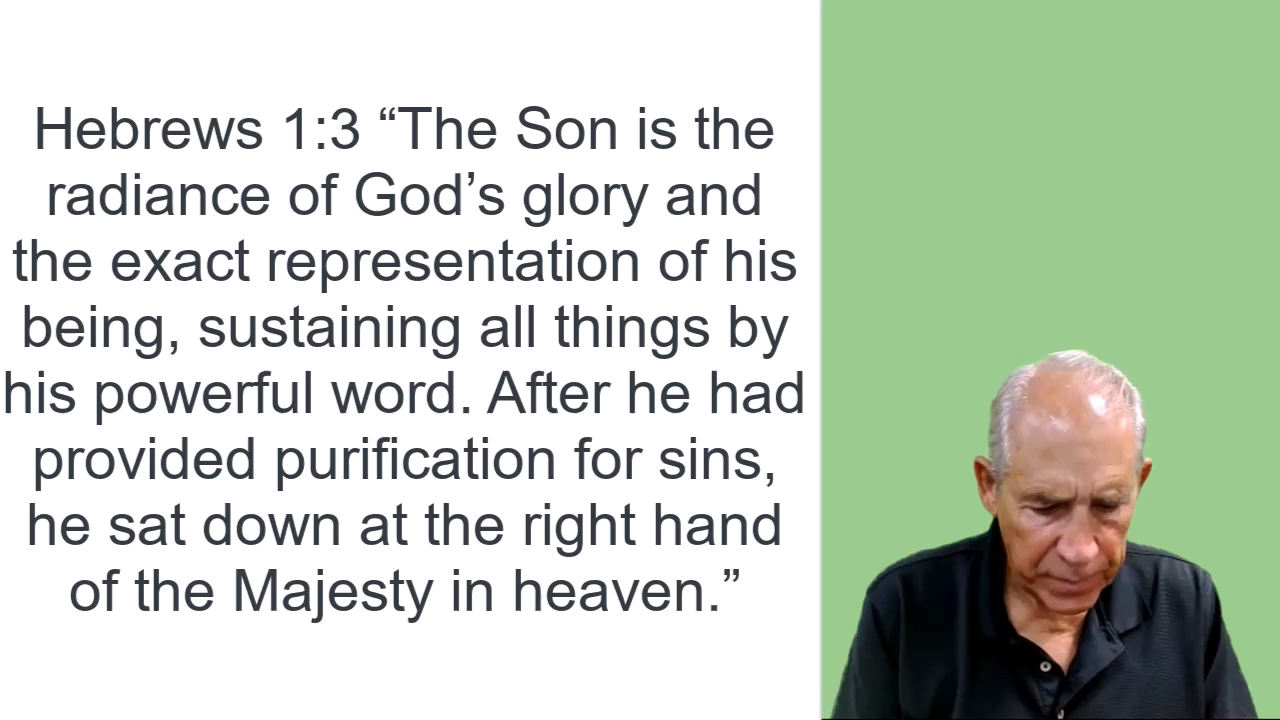 Hebrews 1:3 “The Son is the
radiance of God’s glory and
the exact representation of his
being, sustaining all things by
his powerful word. After he had
provided purification for sins,
he sat down at the right hand
of the Majesty in heaven.”